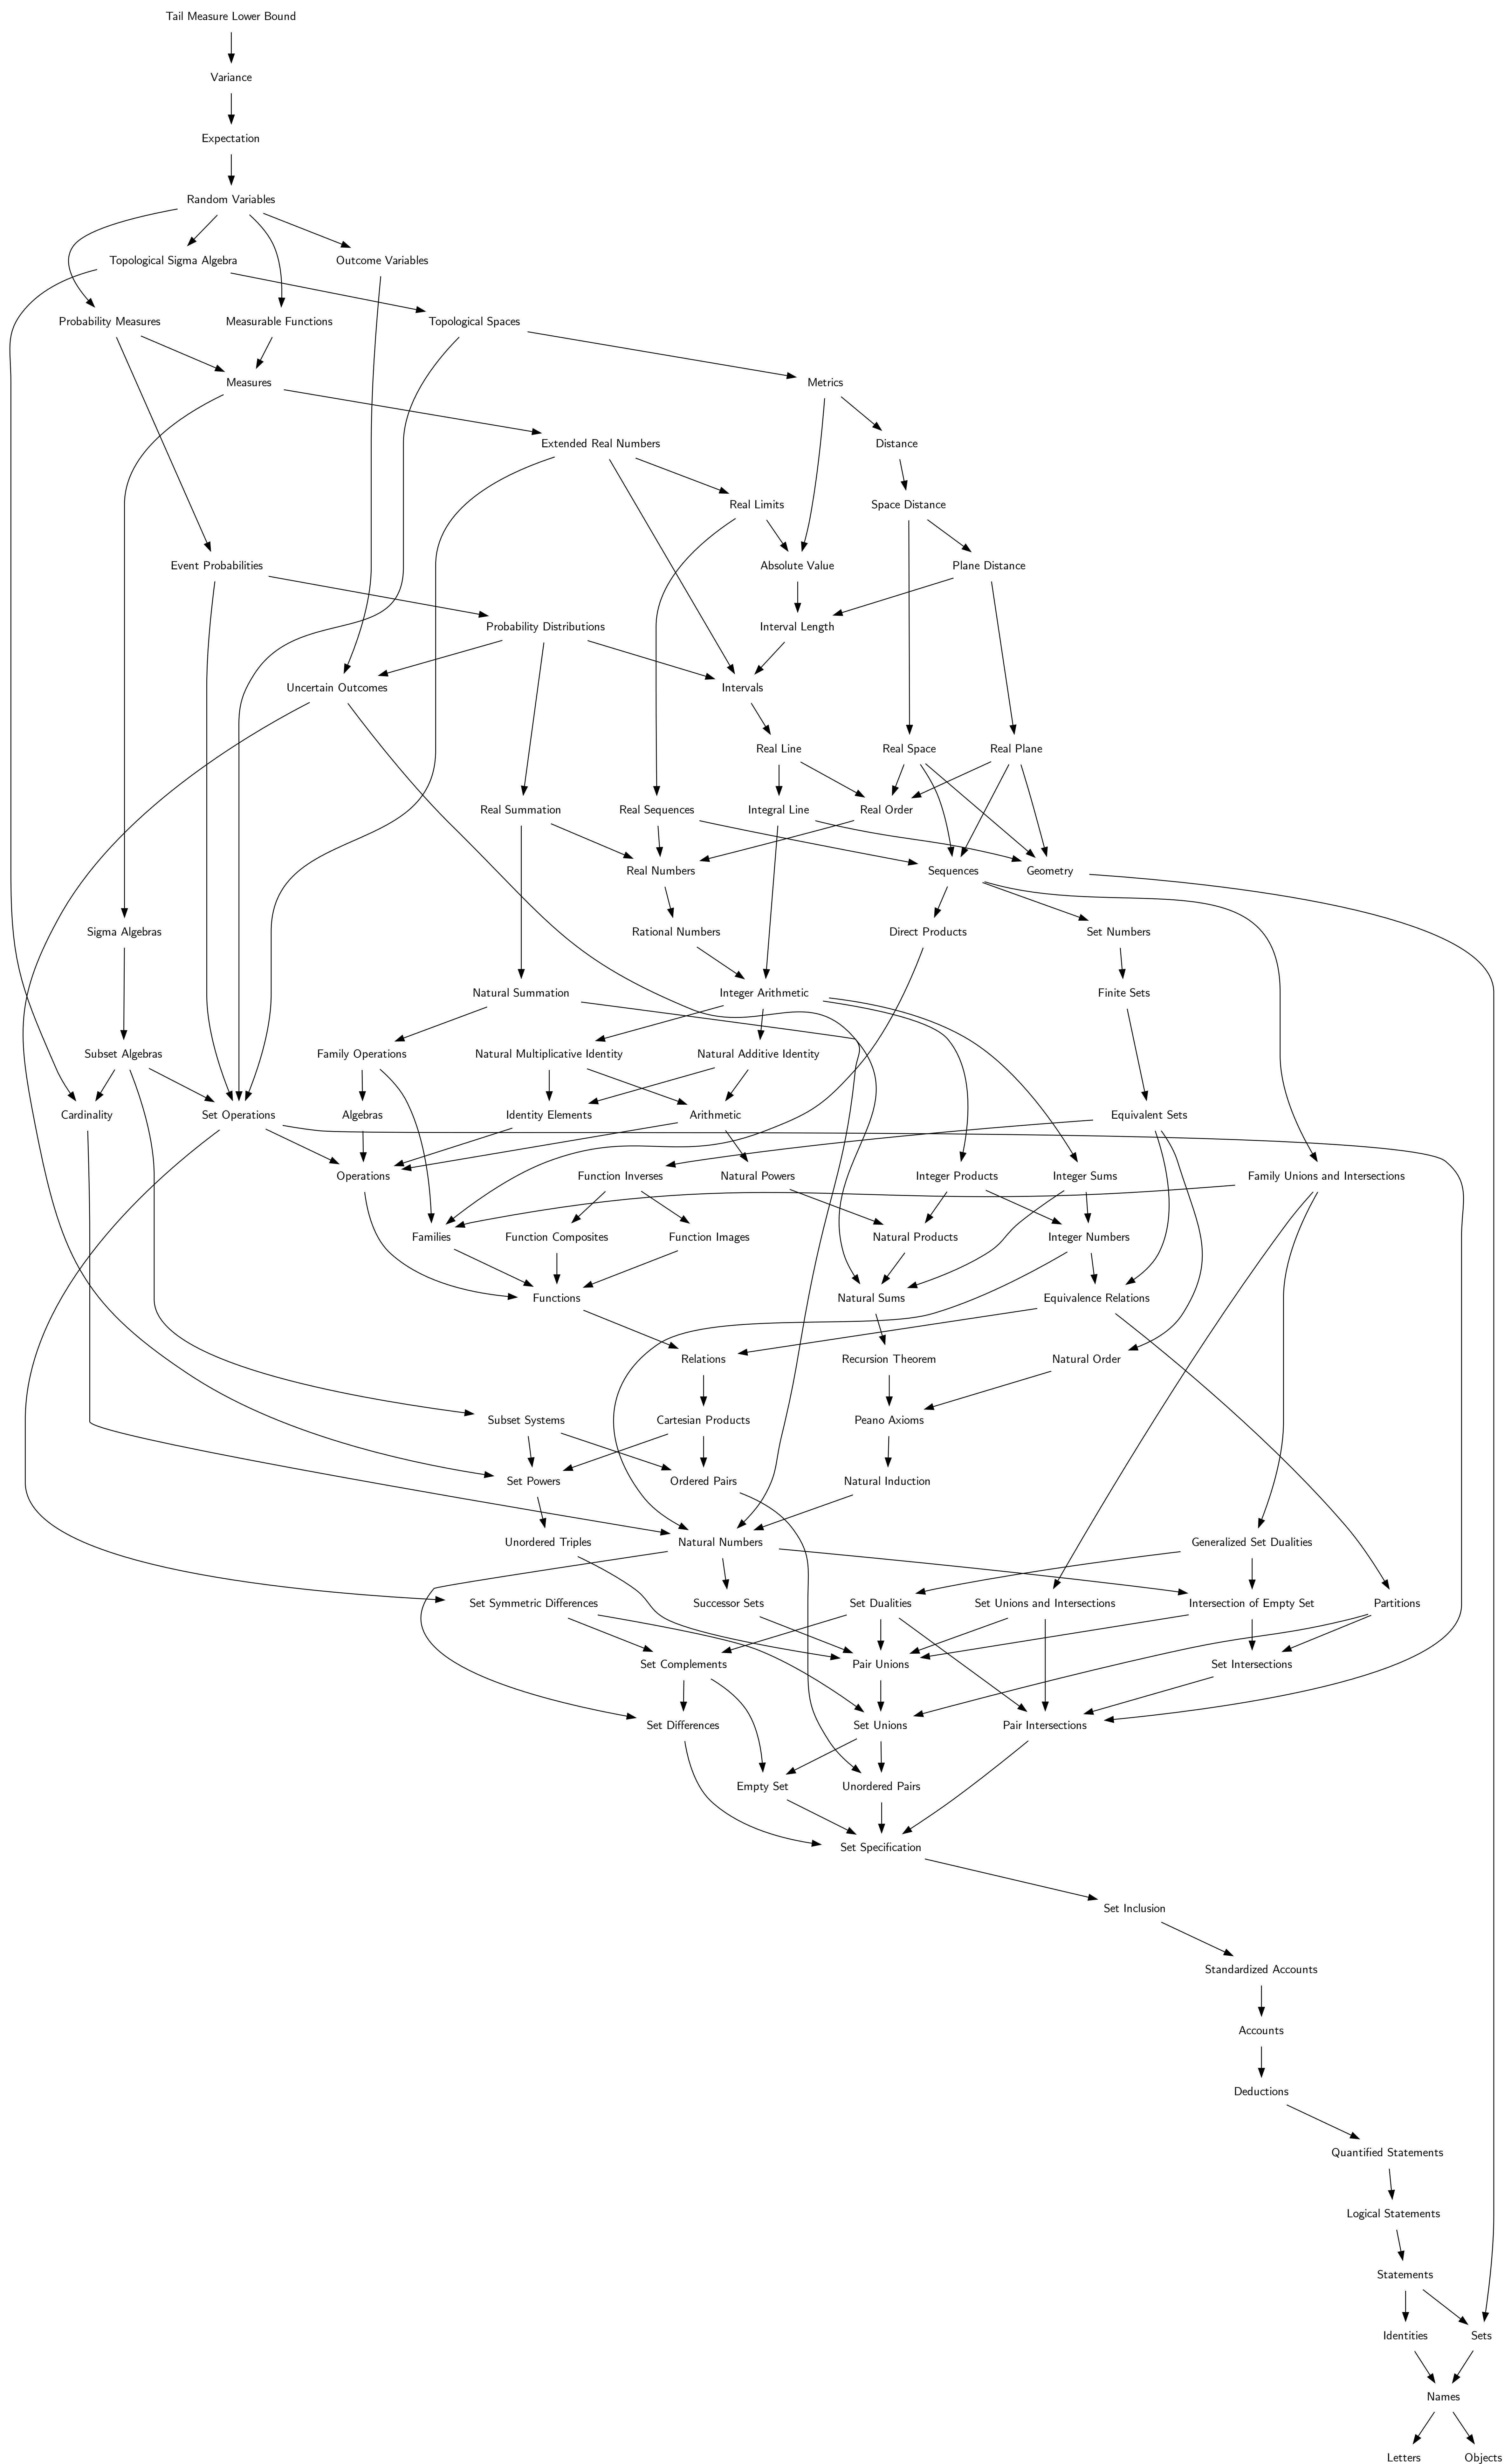 Tail Measure Lower Bound
Variance
Expectation
Random Variables
Topological Sigma Algebra
Outcome Variables
Probability Measures
Measurable Functions
Topological Spaces
Measures
Metrics
Extended Real Numbers
Distance
Real Limits
Space Distance
Event Probabilities
Absolute Value
Plane Distance
Probability Distributions
Interval Length
Uncertain Outcomes
Intervals
Real Line
Real Space
Real Plane
Real Summation
Real Sequences
Integral Line
Real Order
Real Numbers
Sequences
Geometry
Sigma Algebras
Rational Numbers
Direct Products
Set Numbers
Natural Summation
Integer Arithmetic
Finite Sets
Subset Algebras
Family Operations
Natural Multiplicative Identity
Natural Additive Identity
Cardinality
Set Operations
Algebras
Identity Elements
Arithmetic
Equivalent Sets
Operations
Function Inverses
Natural Powers
Integer Products
Integer Sums
Family Unions and Intersections
Families
Function Composites
Function Images
Natural Products
Integer Numbers
Functions
Natural Sums
Equivalence Relations
Relations
Recursion Theorem
Natural Order
Subset Systems
Cartesian Products
Peano Axioms
Set Powers
Ordered Pairs
Natural Induction
Unordered Triples
Natural Numbers
Generalized Set Dualities
Set Symmetric Differences
Successor Sets
Set Dualities
Set Unions and Intersections
Intersection of Empty Set
Partitions
Set Complements
Pair Unions
Set Intersections
Set Differences
Set Unions
Pair Intersections
Empty Set
Unordered Pairs
Set Specification
Set Inclusion
Standardized Accounts
Accounts
Deductions
Quantified Statements
Logical Statements
Statements
Identities
Sets
Names
Letters
Objects